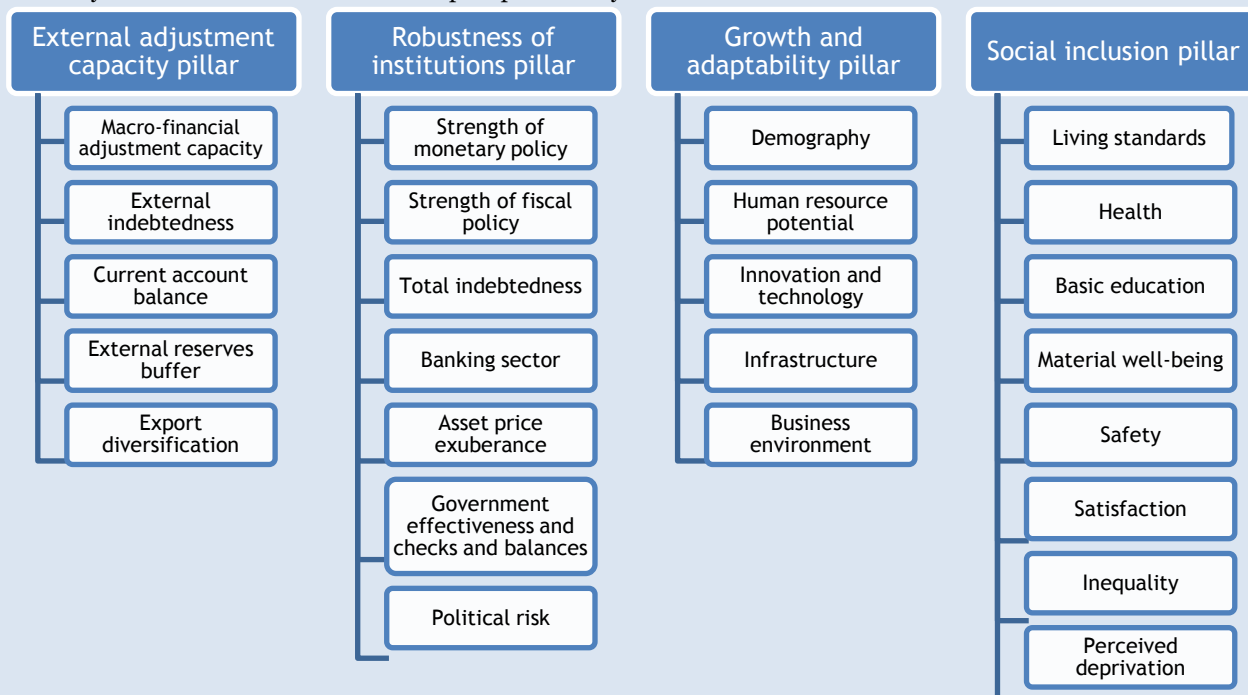 External adjustment
capacity pillar
Macro-financial
adjustment capacity
External
indebtedness
Current account
balance
External reserves
buffer
Export
diversification
Robustness of
institutions pillar
Strength of
monetary policy
Strength of fiscal
policy
Total indebtedness
Banking sector
Asset price
exuberance
Government
effectiveness and
checks and balances
Political risk
Growth and
adaptability pillar
Demography
Human resource
potential
Innovation and
technology
Infrastructure
Business
environment
Social inclusion pillar
Living standards
Health
Basic education
Material well-being
Safety
Satisfaction
Inequality
Perceived
deprivation